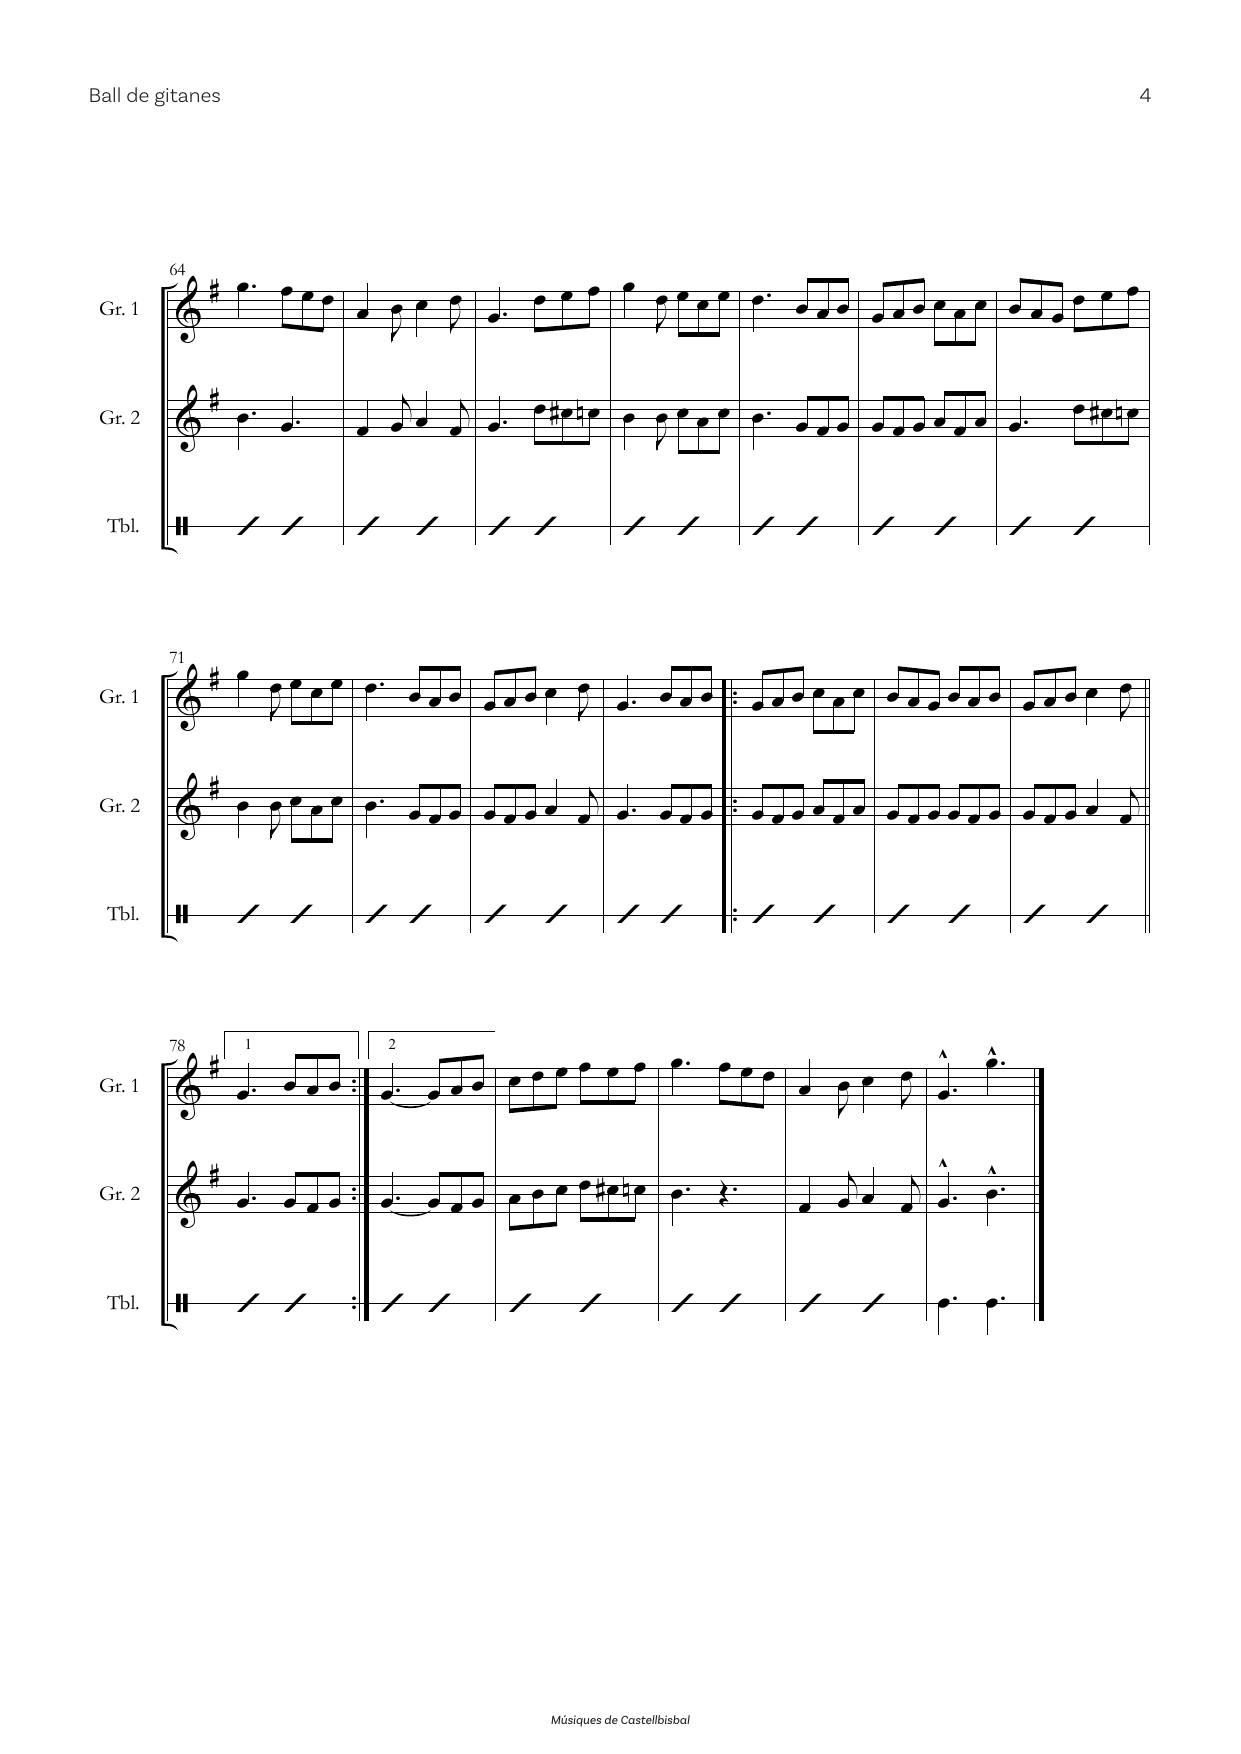 Ball de gitanes 4
64
Gr. 1
Gr. 2
Tbl.
71
Gr. 1
Gr. 2
Tbl.
78 1 2
Gr. 1
Gr. 2
Tbl.
Músiques de Castellbisbal